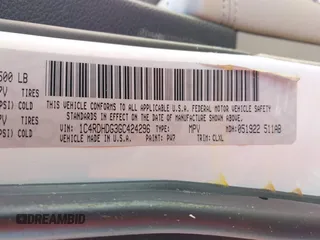 500 LB
PV TIRES
PSI) COLD
PV TIRES
PSI) COLD
THIS VEHICLE CONFORMS TO ALL APPLICABLE U.S.A. FEDERAL MOTOR VEHICLE SAFETY
STANDARDS IN EFFECT ON THE DATE OF MANUFACTURE SHOWN ABOVE.
VEHICLE: 1C4RDHDG3GC424296 TYPE: MPV MDH:051922 511AB
VEHICLE MADE IN U.S.A. PAINT: PW7 TRIM: CLXL
DREAMBID